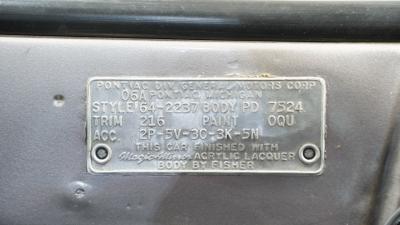 PONTIAC DIV. GENERAL MOTORS CORP
06A PONTIAC, MICHIGAN
STYLE 64-2237 BODY PD 7524
TRIM 216 PAINT OQU
ACC. 2P-5V-3C-3K-5N
THIS CAR FINISHED WITH
Magic-Mirror ACRYLIC LACQUER
BODY BY FISHER